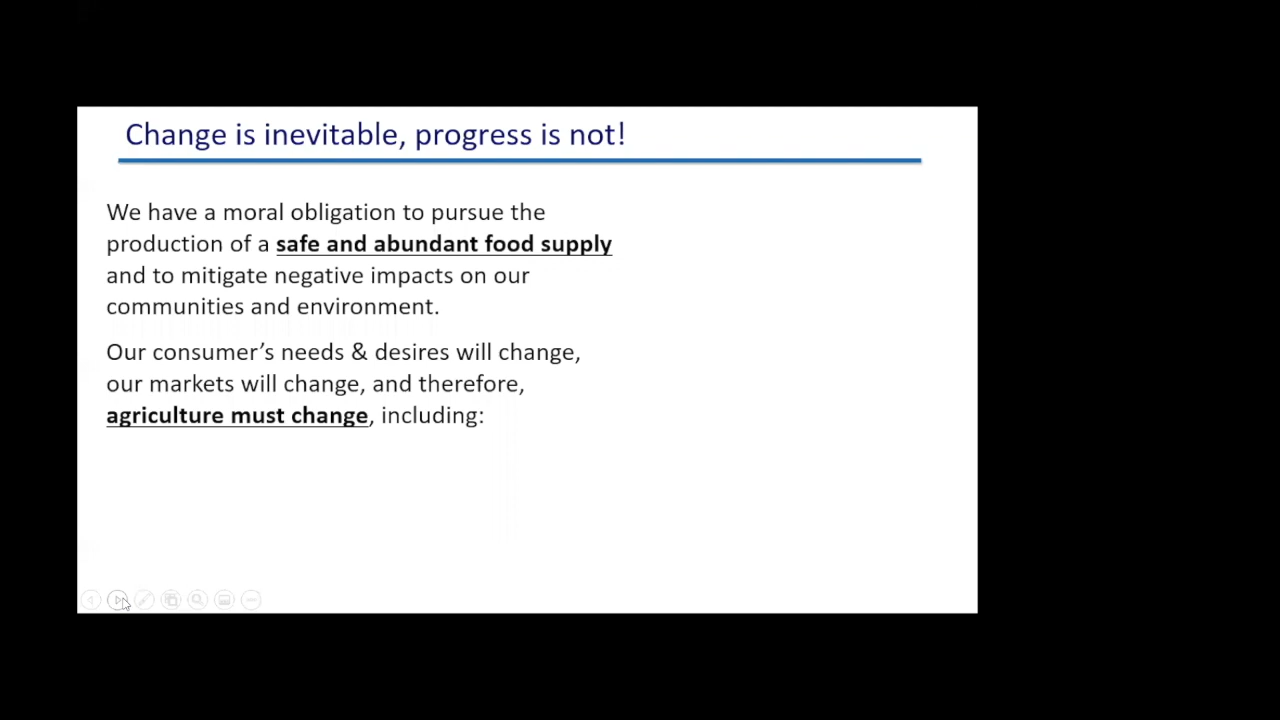 Change is inevitable, progress is not!
We have a moral obligation to pursue the
production of a safe and abundant food supply
and to mitigate negative impacts on our
communities and environment.
Our consumer’s needs & desires will change,
our markets will change, and therefore,
agriculture must change, including: